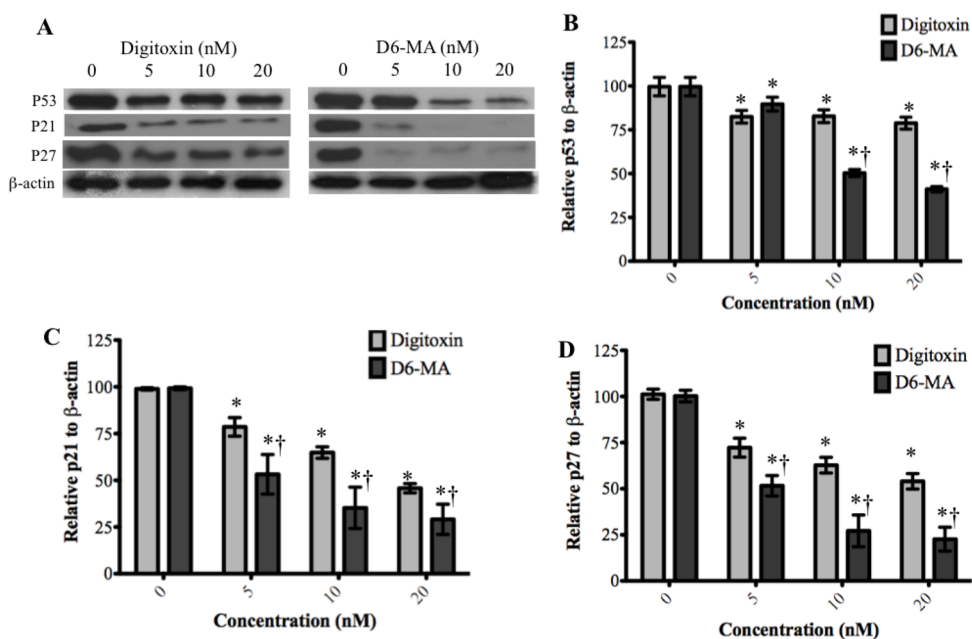 A
Digitoxin (nM)
0 5 10 20
D6-MA (nM)
0 5 10 20
P53
P21
P27
β-actin
B
Digitoxin
D6-MA
Relative p53 to β-actin
125
100
75
50
25
0
* * * *† * *†
0 5 10 20
Concentration (nM)
C
Digitoxin
D6-MA
Relative p21 to β-actin
125
100
75
50
25
0
* *† * *† * *†
0 5 10 20
Concentration (nM)
D
Digitoxin
D6-MA
Relative p27 to β-actin
125
100
75
50
25
0
* *† * *† * *†
0 5 10 20
Concentration (nM)